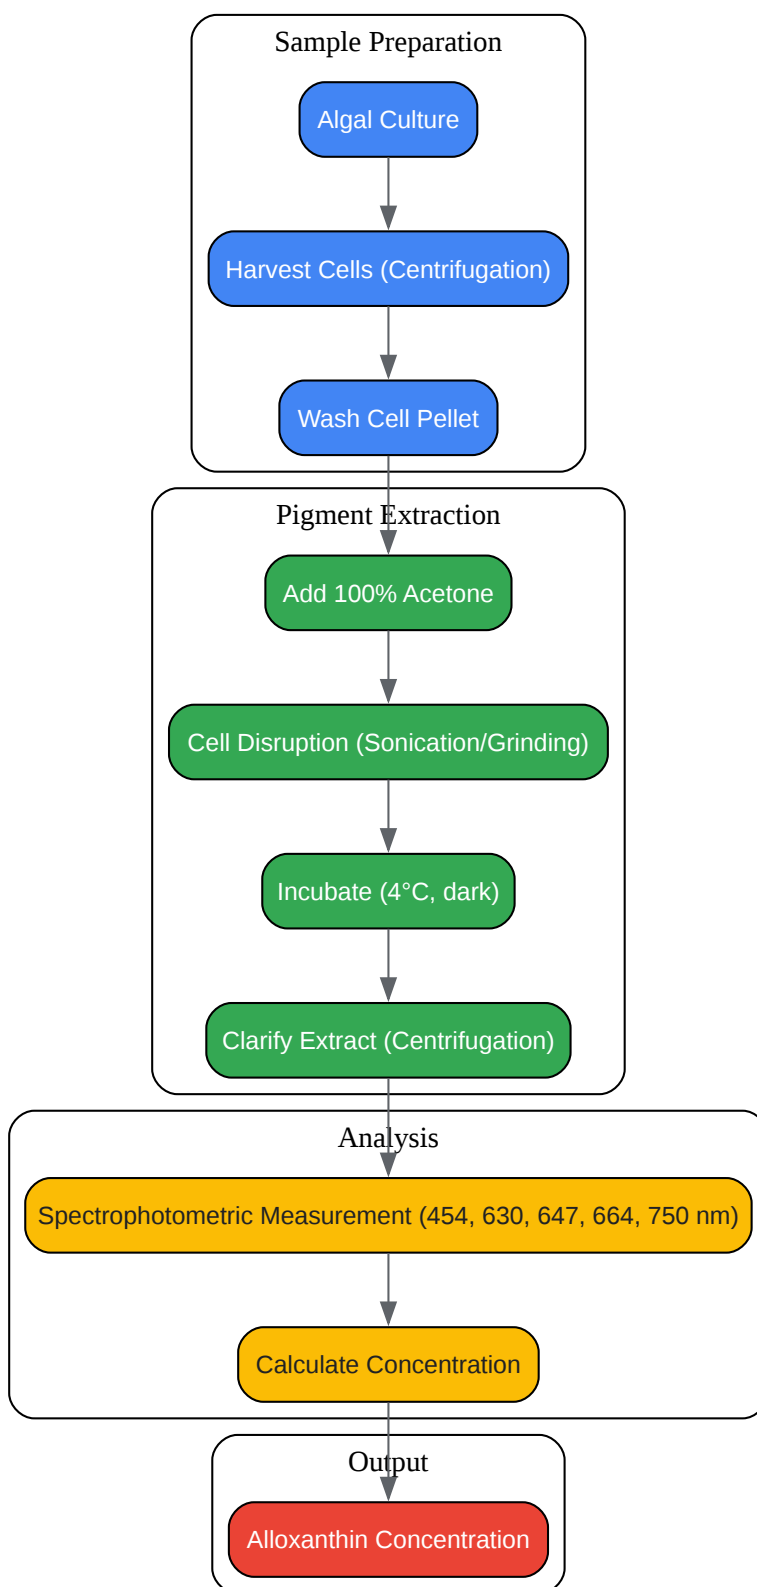 Sample Preparation
Algal Culture
Harvest Cells (Centrifugation)
Wash Cell Pellet
Pigment Extraction
Add 100% Acetone
Cell Disruption (Sonication/Grinding)
Incubate (4°C, dark)
Clarify Extract (Centrifugation)
Analysis
Spectrophotometric Measurement (454, 630, 647, 664, 750 nm)
Calculate Concentration
Output
Alloxanthin Concentration